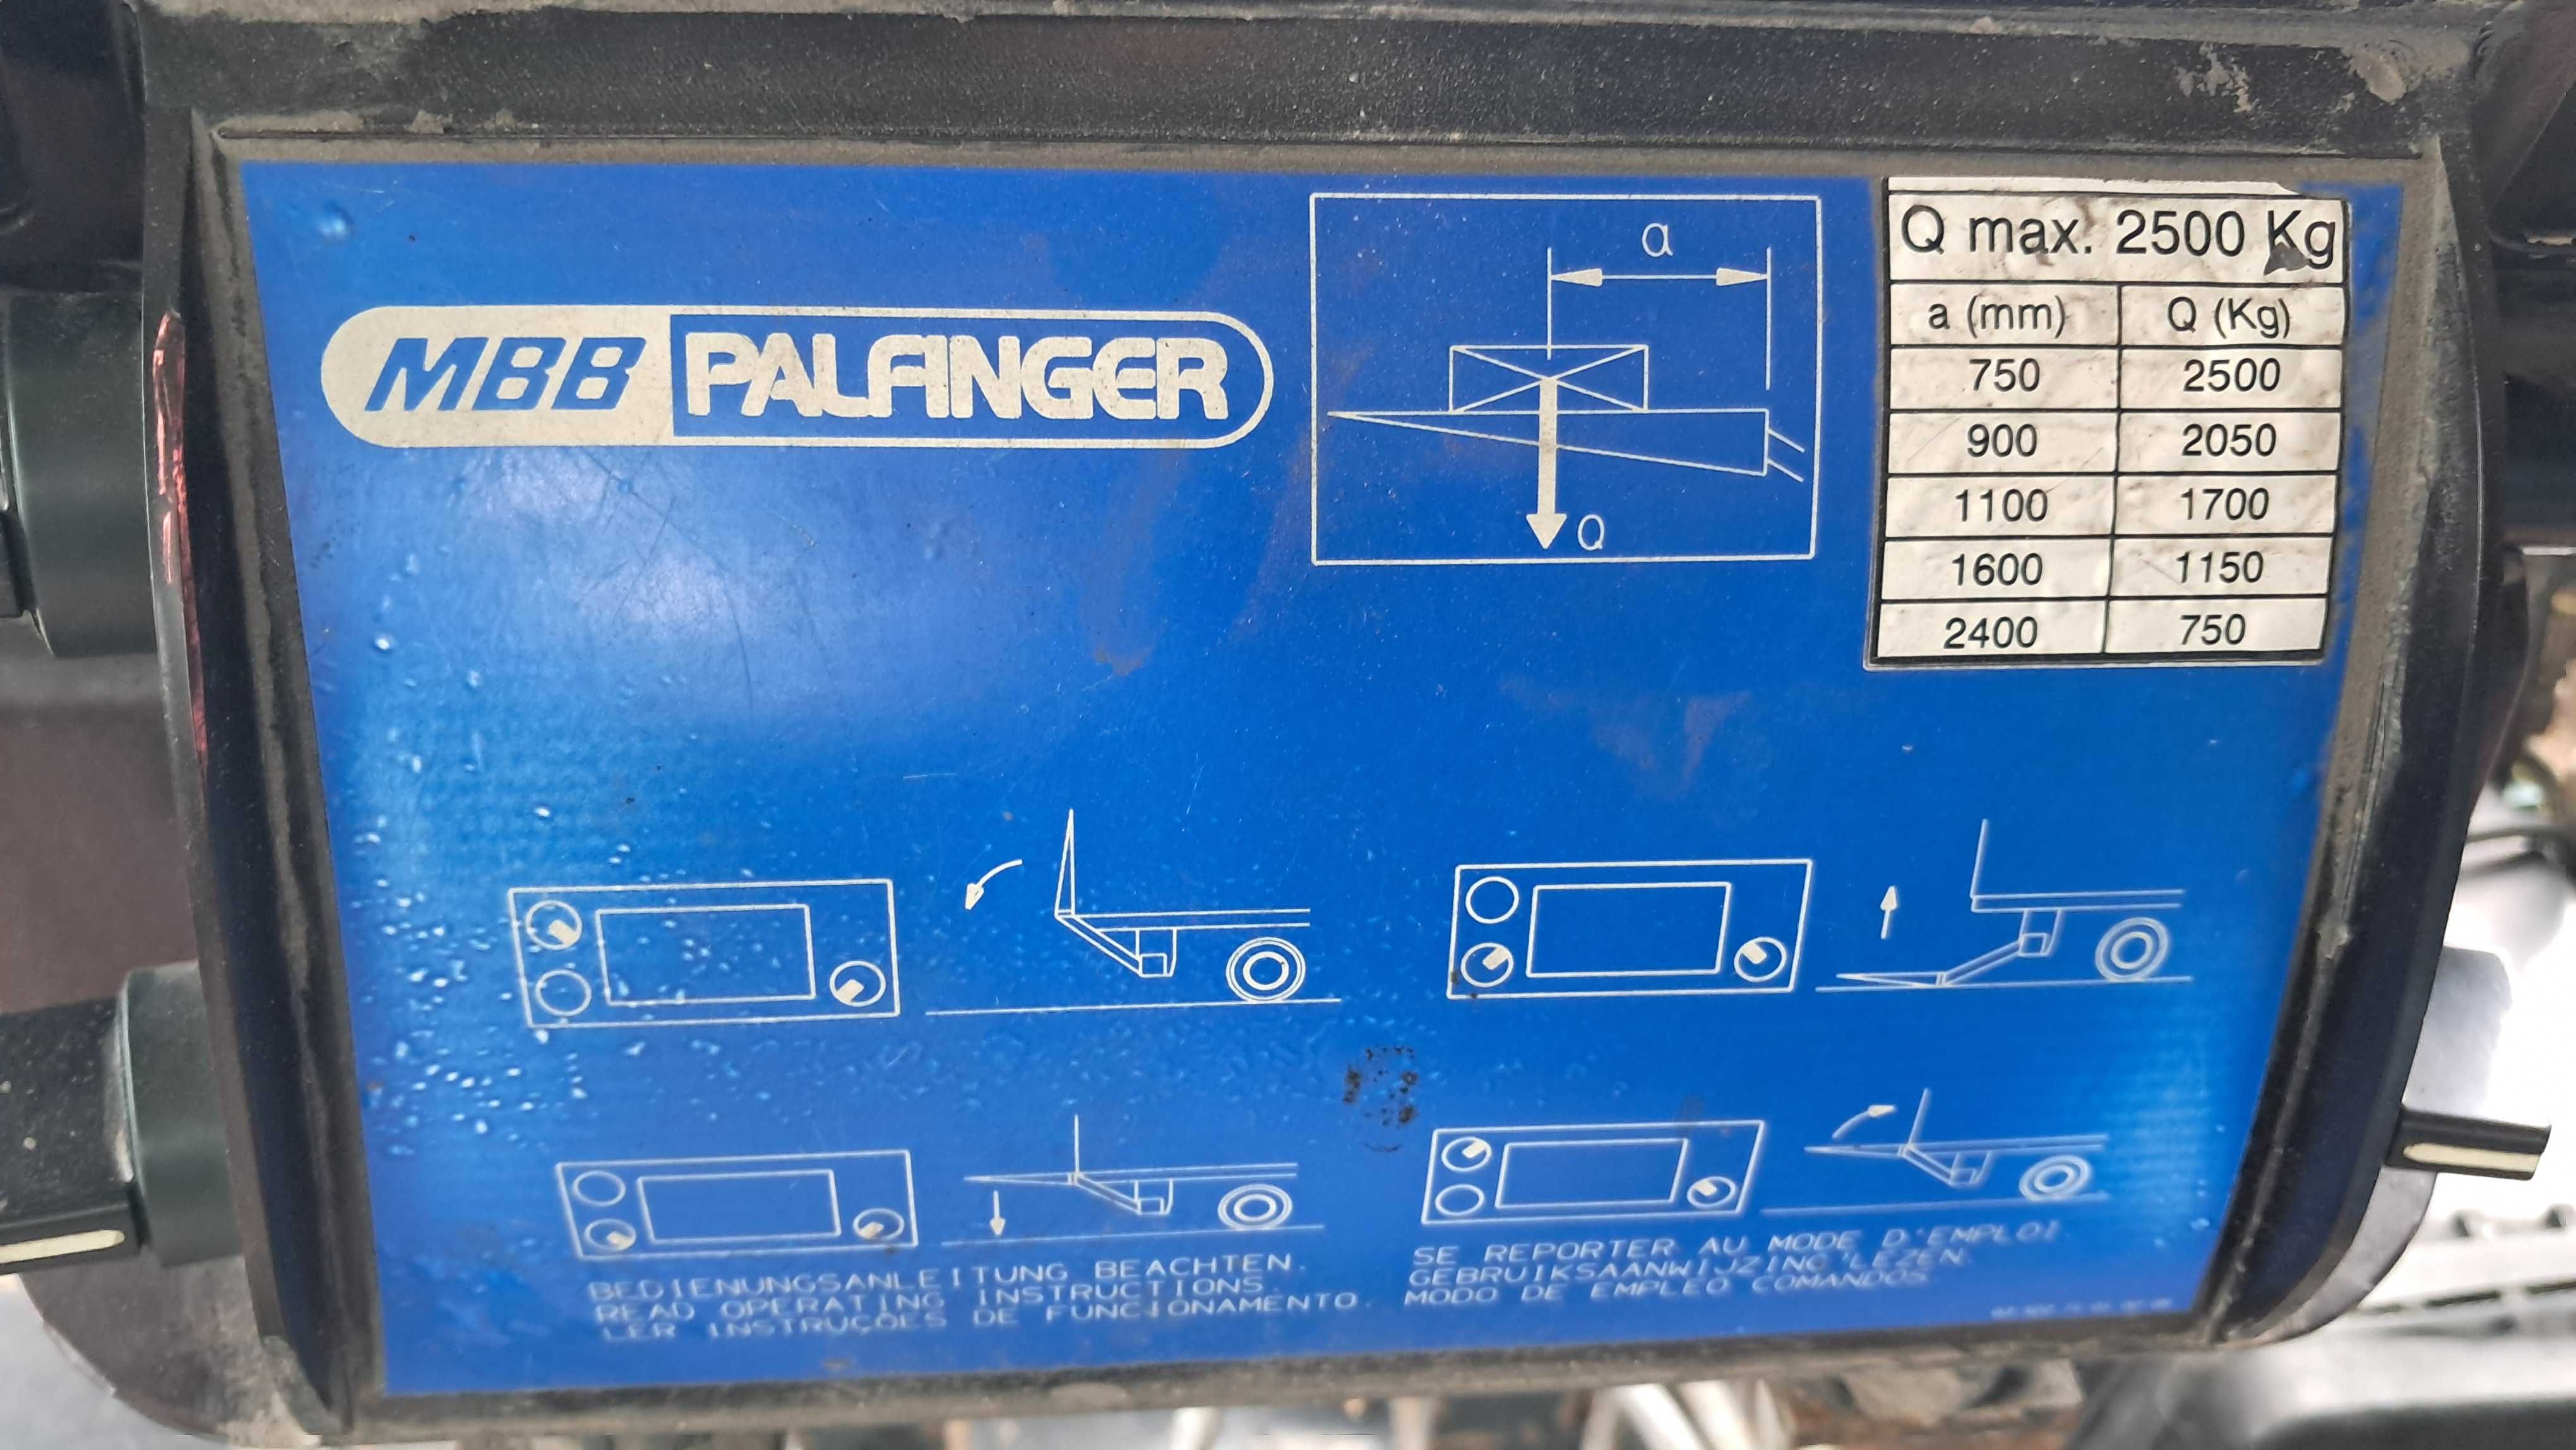 MBB PALFINGER
a
Q
Q max. 2500 Kg
a (mm) Q (Kg)
750 2500
900 2050
1100 1700
1600 1150
2400 750
BEDIENUNGSANLEITUNG BEACHTEN.
READ OPERATING INSTRUCTIONS.
LER INSTRUÇOES DE FUNCIONAMENTO.
SE REPORTER AU MODE D'EMPLOI.
GEBRUIKSAANWIJZING LEZEN.
MODO DE EMPLEO COMANDOS.